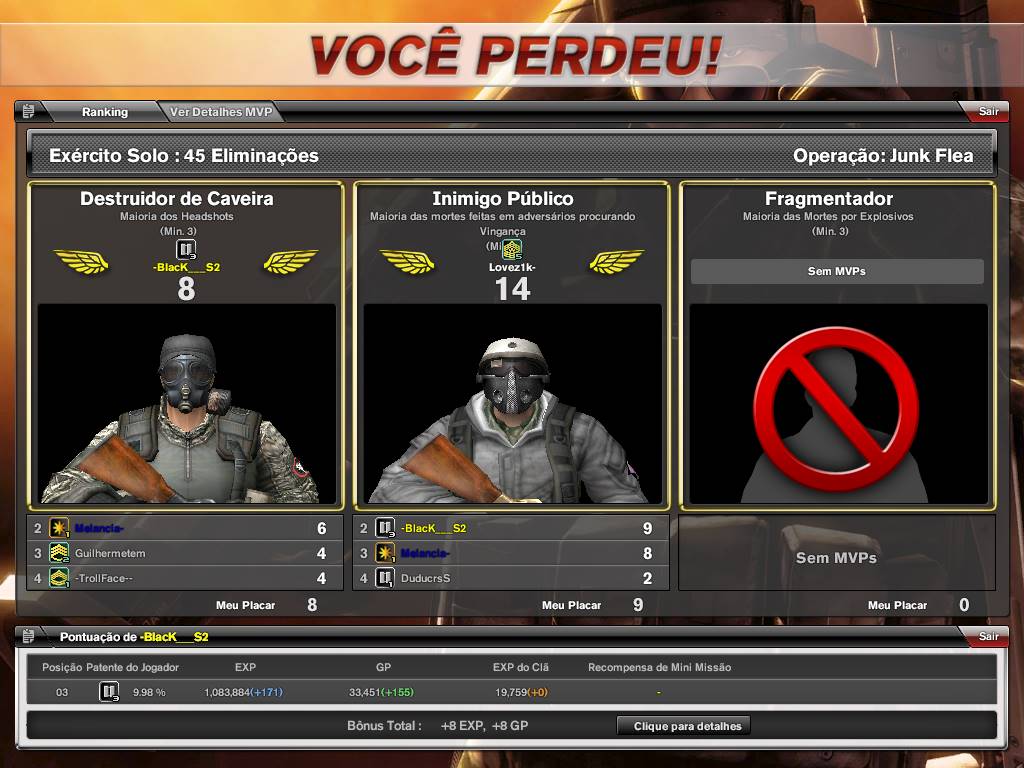 VOCÊ PERDEU!
Ranking
Ver Detalhes MVP
Sair
Exército Solo : 45 Eliminações
Operação: Junk Flea
Destruidor de Caveira
Maioria dos Headshots
(Min. 3)
-BlacK___S2
8
Inimigo Público
Maioria das mortes feitas em adversários procurando
Vingança
(Mi
Lovez1k-
14
Fragmentador
Maioria das Mortes por Explosivos
(Min. 3)
Sem MVPs
2 Melancia- 6
3 Guilhermetem 4
4 -TrollFace-- 4
Meu Placar 8
2 -BlacK___S2 9
3 Melancia- 8
4 DuducrsS 2
Meu Placar 9
Sem MVPs
Meu Placar 0
Pontuação de -BlacK___S2
Sair
Posição Patente do Jogador EXP GP EXP do Clã Recompensa de Mini Missão
03 3 9.98 % 1,083,884(+171) 33,451(+155) 19,759(+0) -
Bônus Total : +8 EXP, +8 GP
Clique para detalhes